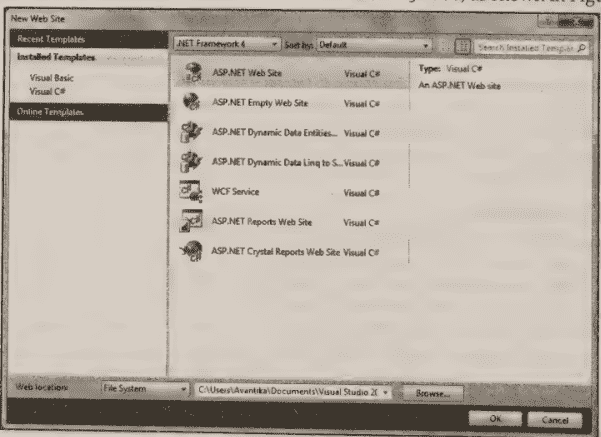 New Web Site
Recent Templates
Installed Templates
Visual Basic
Visual C#
Online Templates
.NET Framework 4
Sort by: Default
Search Installed Templat
ASP.NET Web Site Visual C#
ASP.NET Empty Web Site Visual C#
ASP.NET Dynamic Data Entities... Visual C#
ASP.NET Dynamic Data Linq to S... Visual C#
WCF Service Visual C#
ASP.NET Reports Web Site Visual C#
ASP.NET Crystal Reports Web Site Visual C#
Type: Visual C#
An ASP.NET Web site
Web location: File System C:\Users\Avantika\Documents\Visual Studio 20 Browse...
OK Cancel